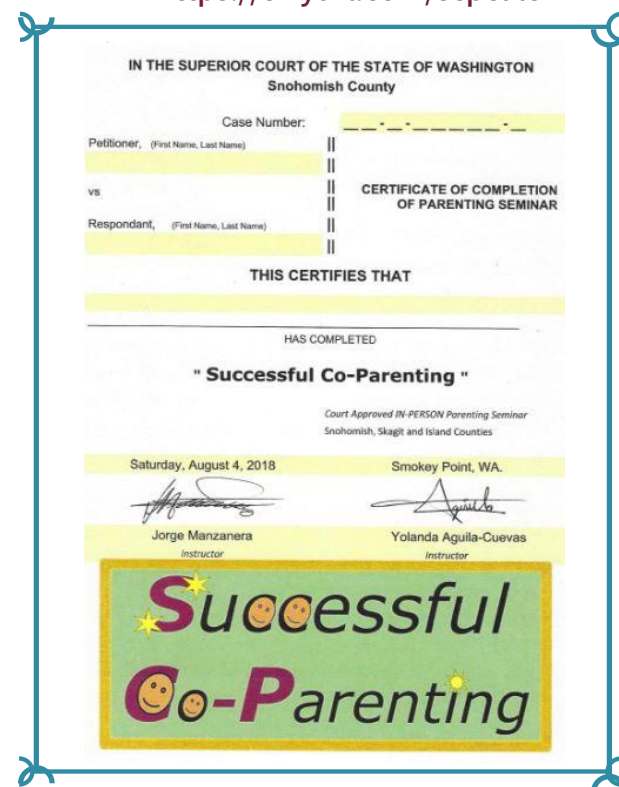 IN THE SUPERIOR COURT OF THE STATE OF WASHINGTON
Snohomish County
Case Number: __-_-_____-_
Petitioner, (First Name, Last Name)
vs
CERTIFICATE OF COMPLETION
OF PARENTING SEMINAR
Respondant, (First Name, Last Name)
THIS CERTIFIES THAT
HAS COMPLETED
" Successful Co-Parenting "
Court Approved IN-PERSON Parenting Seminar
Snohomish, Skagit and Island Counties
Saturday, August 4, 2018 Smokey Point, WA.
Jorge Manzanera Yolanda Aguila-Cuevas
Instructor Instructor
Successful
Co-Parenting